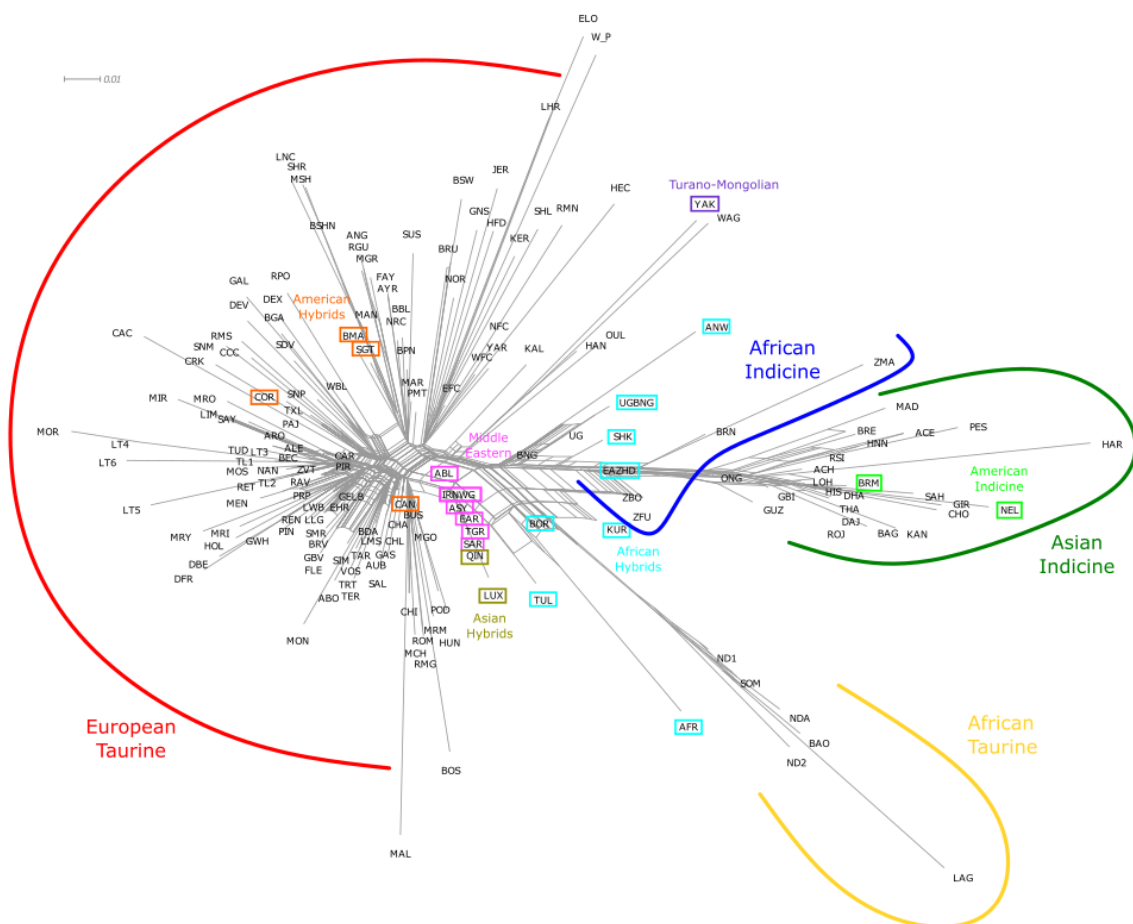 ELO
W_P
0.01
LHR
LNC
SHR
MSH
BSW
JER
HEC
Turano-Mongolian
YAK
WAG
BSHN
ANG
RGU
MGR
SUS
GNS
HFD
SHL
RMN
KER
BRU
NOR
FAY
AYR
GAL
RPO
DEX
DEV
BGA
American
Hybrids
MAN
BBL
NRC
BMA
SGT
BPN
CAC
RMS
SNM
CCC
CRK
SDV
NFC
YAR
WFC
KAL
OUL
HAN
ANW
African
Indicine
ZMA
MIR
MRO
COR
SNP
WBL
MAR
PMT
EFC
LIM
SAY
TXL
PAJ
UGBNG
MOR
LT4
LT6
LT5
ARO
ALE
TUD
LT3
BEC
TL1
MOS
NAN
ZVT
CAR
PIR
Middle
Eastern
ABL
BNG
UG
SHK
EAZHD
BRN
MAD
BRE
HNN
ACE
PES
HAR
RSI
ACH
ONG
LOH
HIS
BRM
American
Indicine
RET
TL2
RAV
MEN
PRP
GELB
LWB
EHR
CAN
BUS
IRNWG
ASY
EAR
TGR
SAR
QIN
BOR
ZBO
ZFU
KUR
GUZ
GBI
DHA
THA
DAJ
ROJ
SAH
GIR
CHO
NEL
BAG
KAN
Asian
Indicine
African
Hybrids
MRY
MRI
HOL
DBE
DFR
GWH
REN
LLG
PIN
SMR
BRV
GBV
FLE
BDA
CHA
LMS
CHL
MGO
SIM
TAR
GAS
VOS
AUB
TRT
SAL
ABO
TER
MON
LUX
Asian
Hybrids
TUL
CHI
POD
MRM
ROM
HUN
MCH
RMG
ND1
SOM
NDA
BAO
ND2
AFR
European
Taurine
African
Taurine
BOS
MAL
LAG